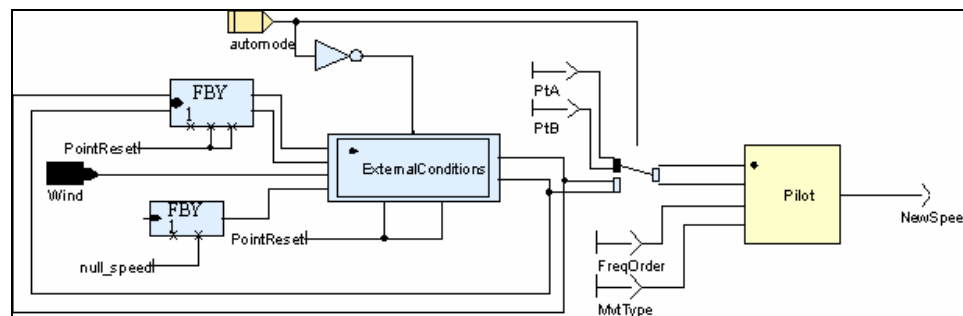 automode
FBY
1
PtA
PtB
PointReset
ExternalConditions
Wind
Pilot
FBY
1
NewSpee
PointReset
null_speed
FreqOrder
MvtType